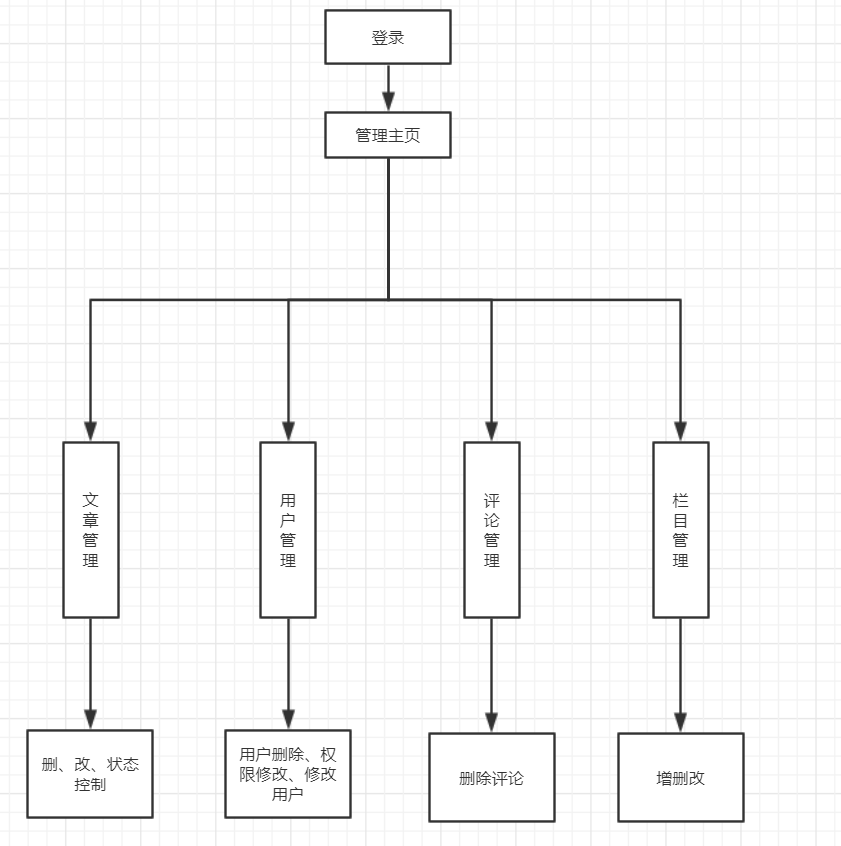 登录
管理主页
文章管理
用户管理
评论管理
栏目管理
删、改、状态
控制
用户删除、权
限修改、修改
用户
删除评论
增删改